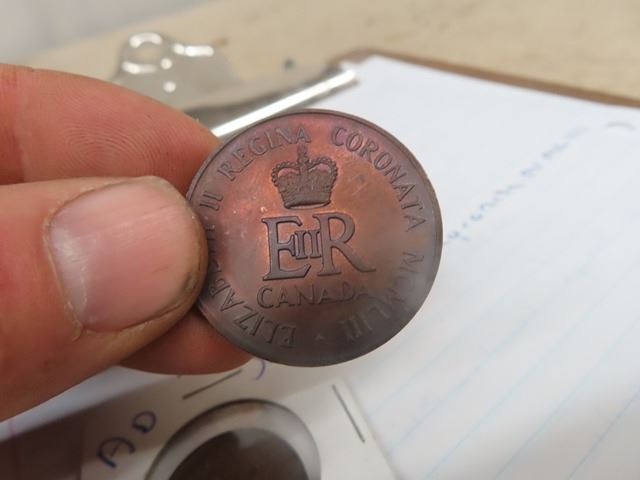 ELIZABETH II REGINA CORONATA MCMLIII
EIIR
CANADA